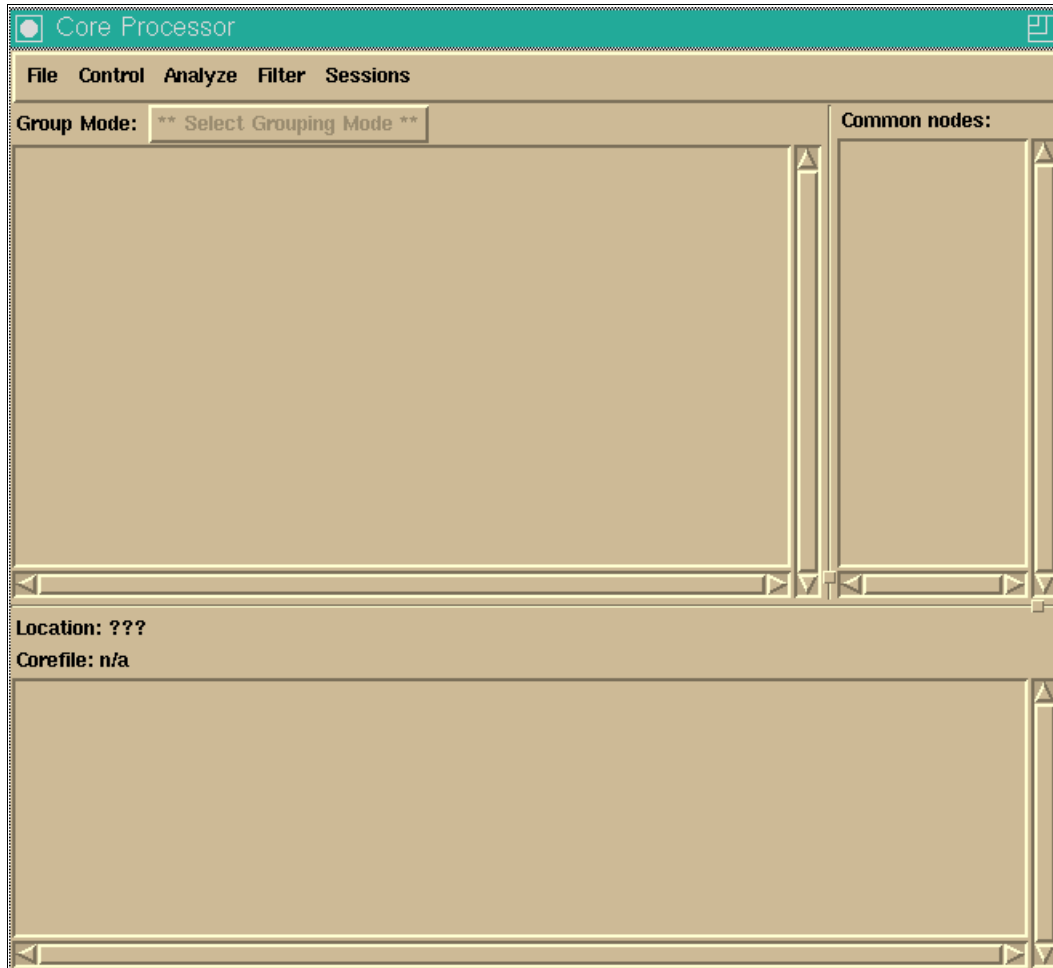 Core Processor
File Control Analyze Filter Sessions
Group Mode: ** Select Grouping Mode **
Common nodes:
Location: ???
Corefile: n/a